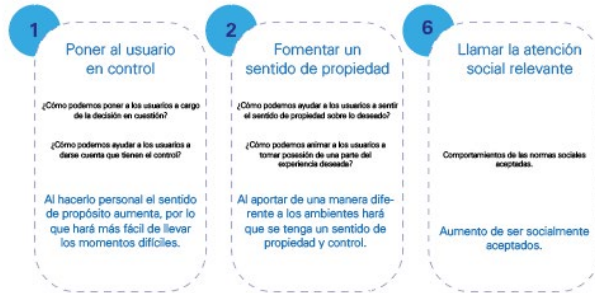 1
Poner al usuario
en control
¿Cómo podemos poner a los usuarios a cargo
de la decisión en cuestión?
¿Cómo podemos ayudar a los usuarios a
darse cuenta que tienen el control?
Al hacerlo personal el sentido
de propósito aumenta, por lo
que hará más fácil de llevar
los momentos difíciles.
2
Fomentar un
sentido de propiedad
¿Cómo podemos ayudar a los usuarios a sentir
el sentido de propiedad sobre lo deseado?
¿Cómo podemos animar a los usuarios a
tomar posesión de una parte del
experiencia deseada?
Al aportar de una manera dife-
rente a los ambientes hará
que se tenga un sentido de
propiedad y control.
6
Llamar la atención
social relevante
Comportamientos de las normas sociales
aceptadas.
Aumento de ser socialmente
aceptados.